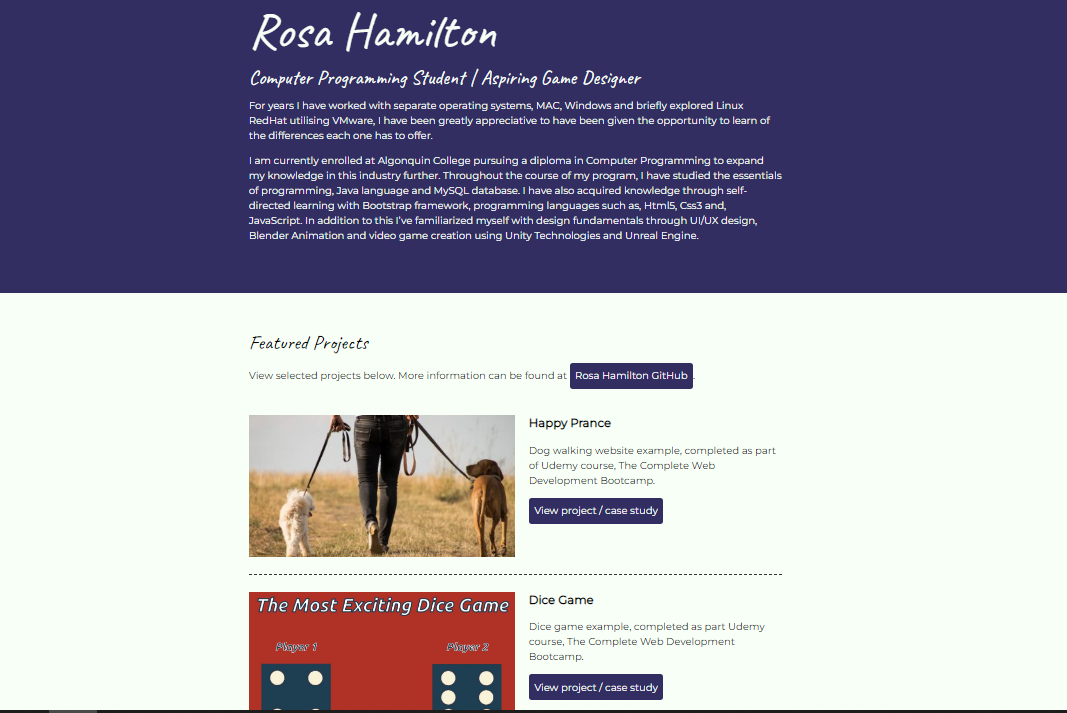 Rosa Hamilton
Computer Programming Student | Aspiring Game Designer
For years I have worked with separate operating systems, MAC, Windows and briefly explored Linux
RedHat utilising VMware, I have been greatly appreciative to have been given the opportunity to learn of
the differences each one has to offer.
I am currently enrolled at Algonquin College pursuing a diploma in Computer Programming to expand
my knowledge in this industry further. Throughout the course of my program, I have studied the essentials
of programming, Java language and MySQL database. I have also acquired knowledge through self-
directed learning with Bootstrap framework, programming languages such as, Html5, Css3 and,
JavaScript. In addition to this I've familiarized myself with design fundamentals through UI/UX design,
Blender Animation and video game creation using Unity Technologies and Unreal Engine.
Featured Projects
View selected projects below. More information can be found at Rosa Hamilton GitHub.
Happy Prance
Dog walking website example, completed as part
of Udemy course, The Complete Web
Development Bootcamp.
View project / case study
The Most Exciting Dice Game
Player 1 Player 2
Dice Game
Dice game example, completed as part Udemy
course, The Complete Web Development
Bootcamp.
View project / case study